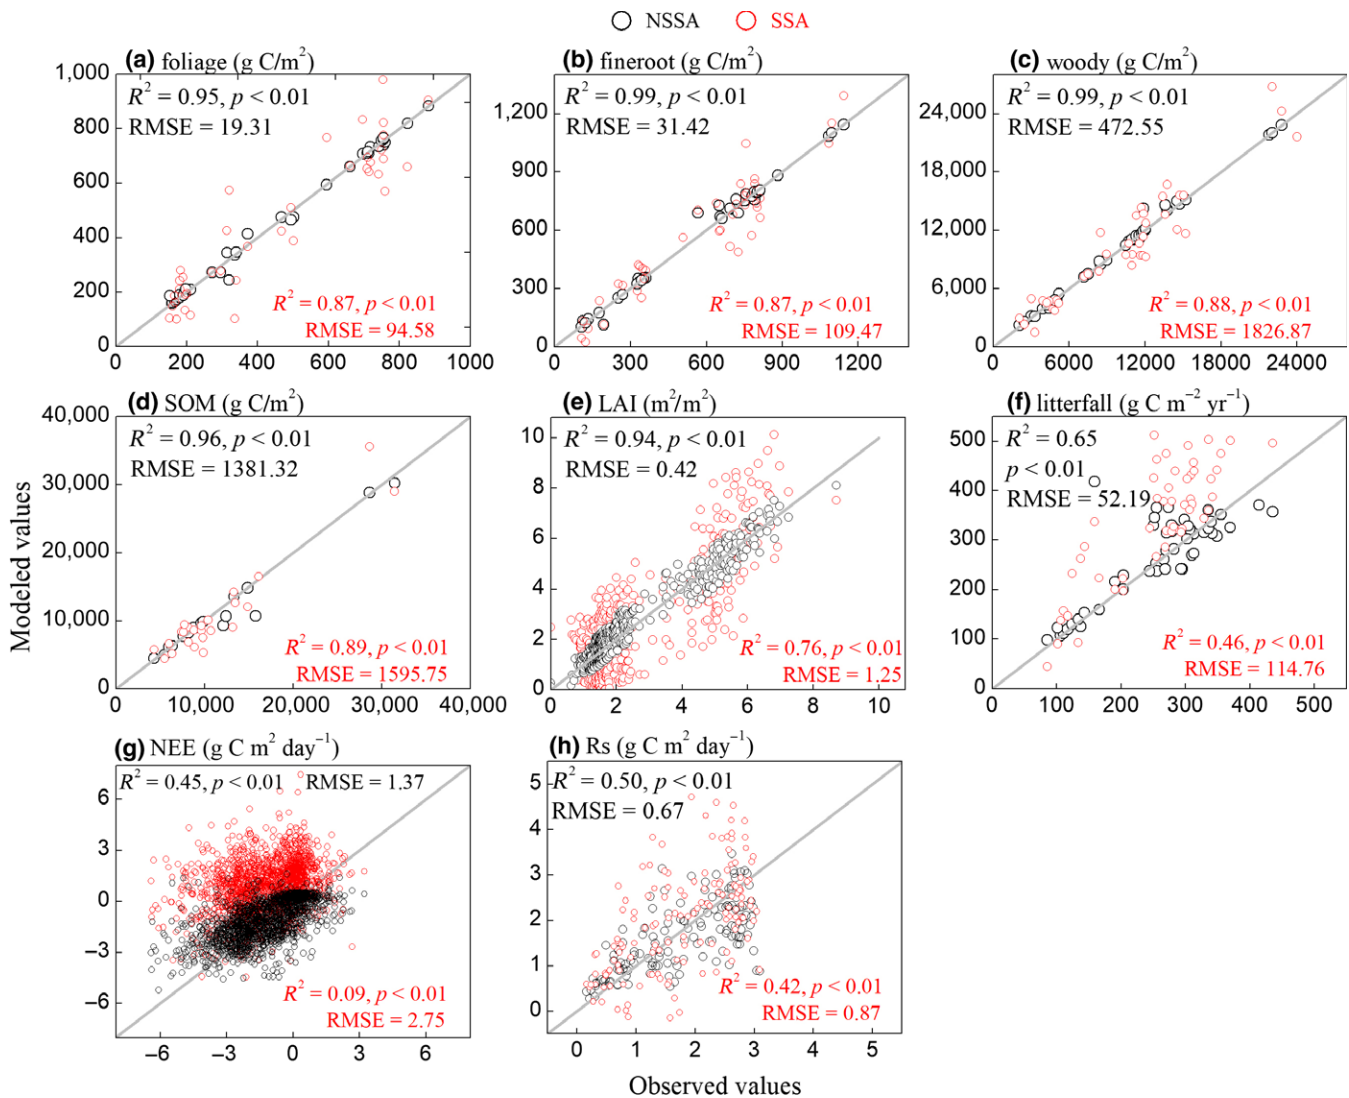 NSSA SSA
(a) foliage (g C/m²)
R² = 0.95, p < 0.01
RMSE = 19.31
R² = 0.87, p < 0.01
RMSE = 94.58
1,000
800
600
400
200
0
0 200 400 600 800 1000
(b) fineroot (g C/m²)
R² = 0.99, p < 0.01
RMSE = 31.42
R² = 0.87, p < 0.01
RMSE = 109.47
1,200
900
600
300
0
0 300 600 900 1200
(c) woody (g C/m²)
R² = 0.99, p < 0.01
RMSE = 472.55
R² = 0.88, p < 0.01
RMSE = 1826.87
24,000
18,000
12,000
6,000
0
0 6000 12000 18000 24000
(d) SOM (g C/m²)
R² = 0.96, p < 0.01
RMSE = 1381.32
R² = 0.89, p < 0.01
RMSE = 1595.75
40,000
30,000
20,000
10,000
0
0 10,000 20,000 30,000 40,000
(e) LAI (m²/m²)
R² = 0.94, p < 0.01
RMSE = 0.42
R² = 0.76, p < 0.01
RMSE = 1.25
10
8
6
4
2
0
0 2 4 6 8 10
(f) litterfall (g C m⁻² yr⁻¹)
R² = 0.65
p < 0.01
RMSE = 52.19
R² = 0.46, p < 0.01
RMSE = 114.76
500
400
300
200
100
0
0 100 200 300 400 500
(g) NEE (g C m² day⁻¹)
R² = 0.45, p < 0.01 RMSE = 1.37
R² = 0.09, p < 0.01
RMSE = 2.75
6
3
0
−3
−6
−6 −3 0 3 6
(h) Rs (g C m² day⁻¹)
R² = 0.50, p < 0.01
RMSE = 0.67
R² = 0.42, p < 0.01
RMSE = 0.87
5
4
3
2
1
0
0 1 2 3 4 5
Modeled values
Observed values